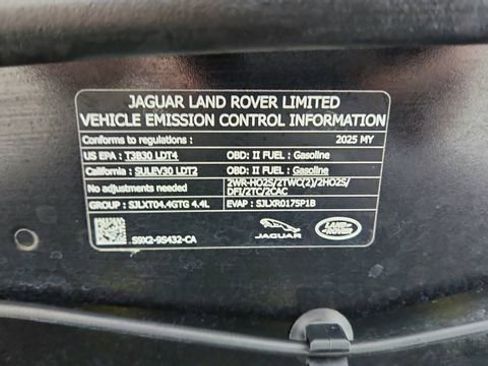 JAGUAR LAND ROVER LIMITED
VEHICLE EMISSION CONTROL INFORMATION
Conforms to regulations : 2025 MY
US EPA : T3B30 LDT4 OBD: II FUEL : Gasoline
California : SULEV30 LDT2 OBD: II FUEL : Gasoline
No adjustments needed 2WR-HO2S/2TWC(2)/2HO2S/
DFI/2TC/2CAC
GROUP : SJLXT04.4GTG 4.4L EVAP : SJLXR0175P1B
S9X2-9S432-CA JAGUAR LAND ROVER